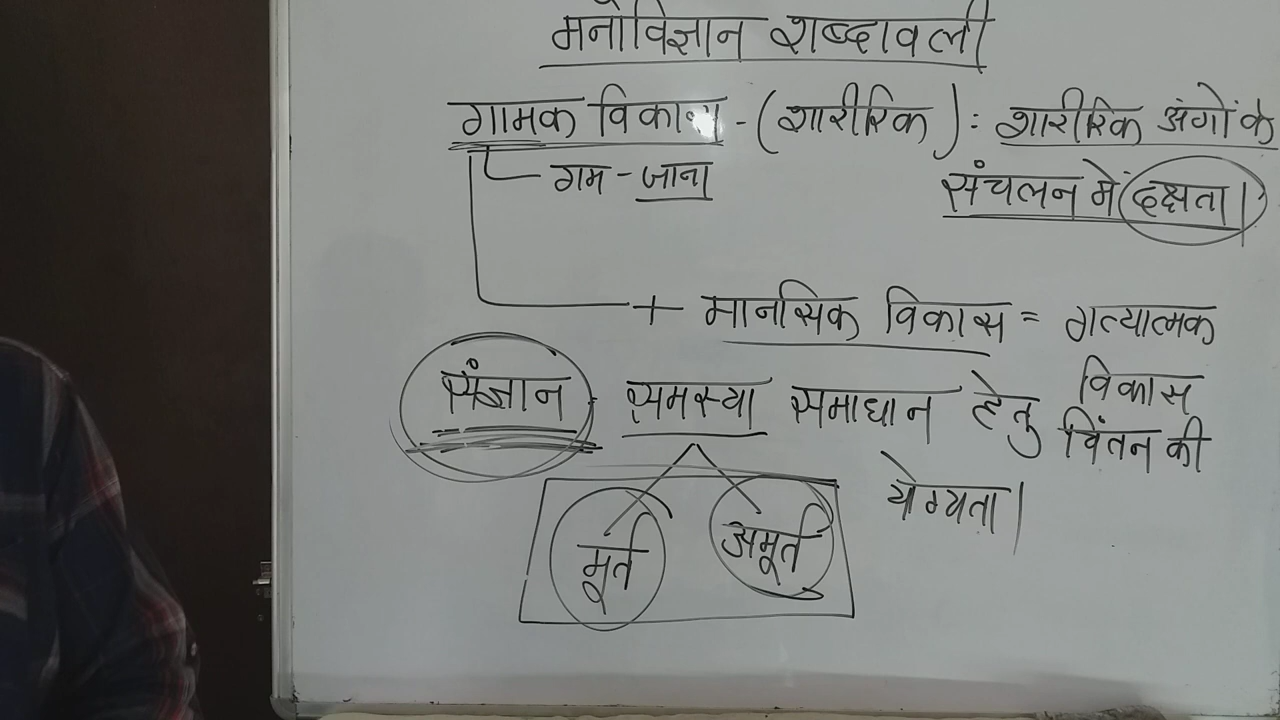 मनोविज्ञान शब्दावली
गामक विकास - (शारीरिक) : शारीरिक अंगों के
गम - जाना
संचलन में दक्षता।
+ मानसिक विकास = गत्यात्मक
विकास
संज्ञान - समस्या समाधान हेतु चिंतन की
योग्यता।
मूर्त अमूर्त